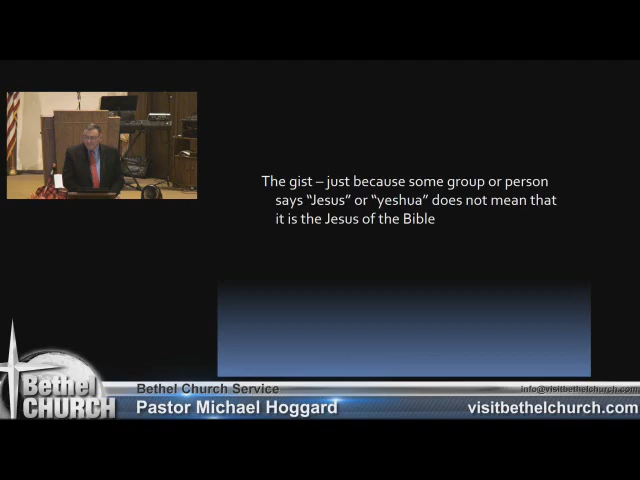 The gist – just because some group or person
says “Jesus” or “yeshua” does not mean that
it is the Jesus of the Bible
Bethel
CHURCH
Bethel Church Service
info@visitbethelchurch.com
Pastor Michael Hoggard
visitbethelchurch.com